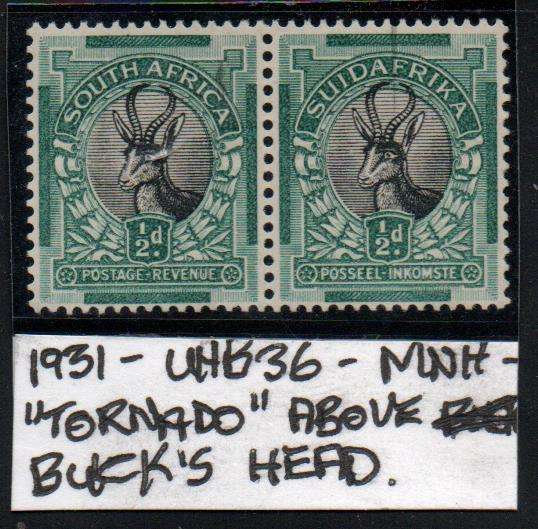 SOUTH AFRICA SUIDAFRIKA
½d. ½d.
POSTAGE-REVENUE POSSEEL-INKOMSTE
1931 - UHB36 - MNH -
"TORNADO" ABOVE
BUCK'S HEAD.